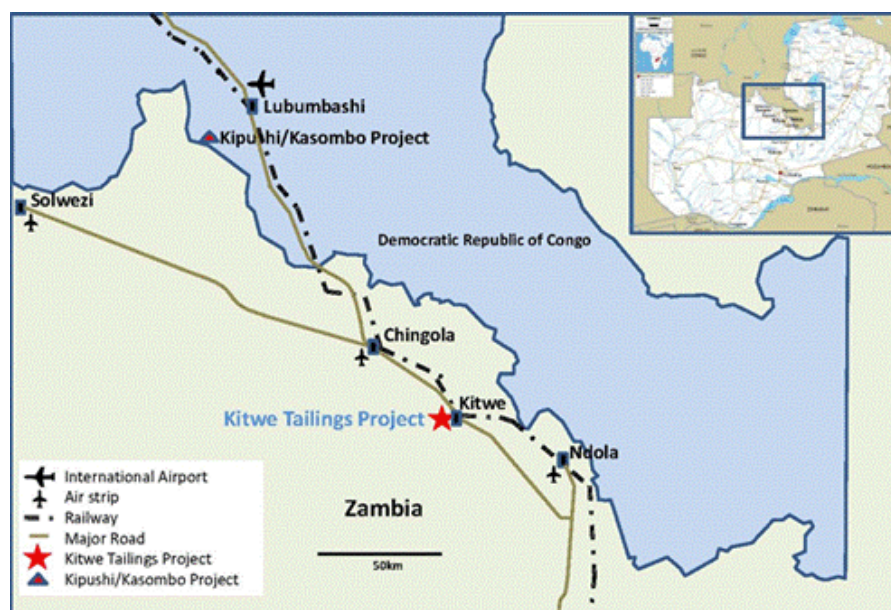 Lubumbashi
Kipushi/Kasombo Project
Solwezi
Democratic Republic of Congo
Chingola
Kitwe
Kitwe Tailings Project
Ndola
Zambia
50km
International Airport
Air strip
Railway
Major Road
Kitwe Tailings Project
Kipushi/Kasombo Project